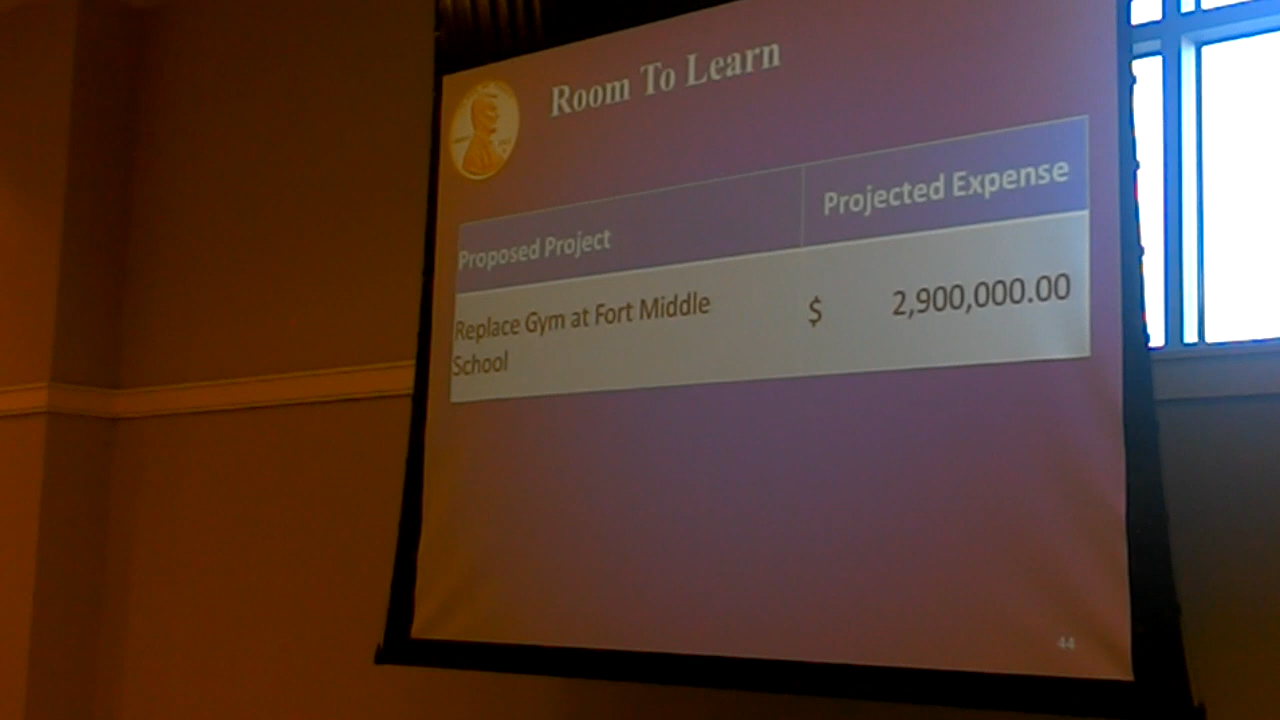 Room To Learn
Proposed Project
Projected Expense
Replace Gym at Fort Middle
School
$ 2,900,000.00
44